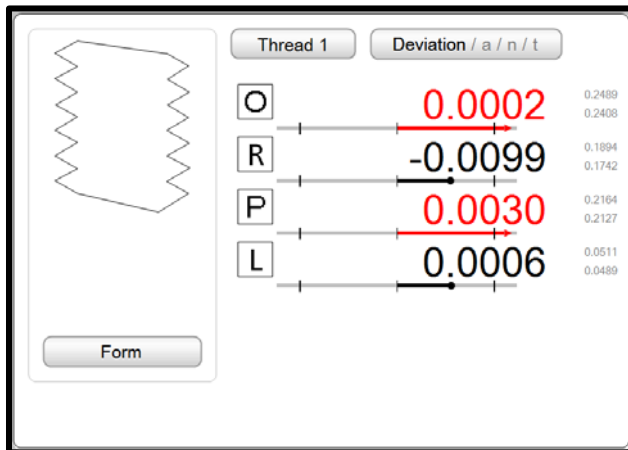 Thread 1
Deviation / a / n / t
O 0.0002 0.2489
0.2408
R -0.0099 0.1894
0.1742
P 0.0030 0.2164
0.2127
L 0.0006 0.0511
0.0489
Form